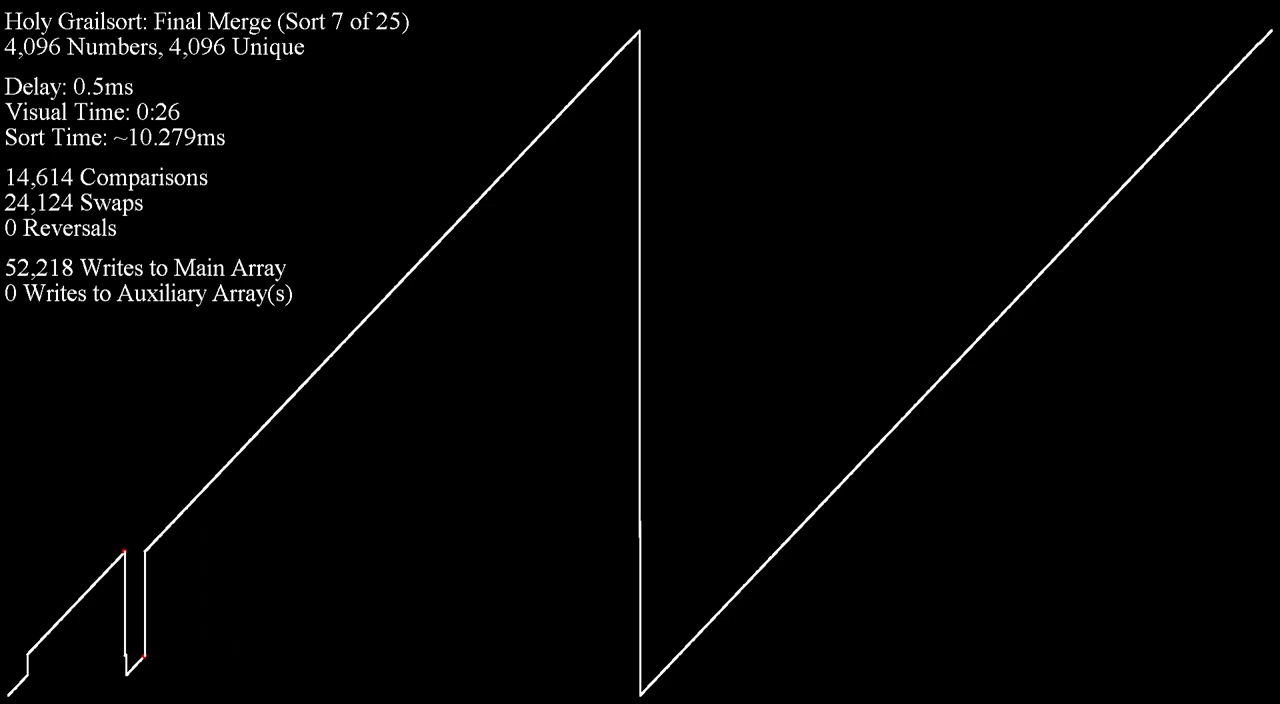 Holy Grailsort: Final Merge (Sort 7 of 25)
4,096 Numbers, 4,096 Unique
Delay: 0.5ms
Visual Time: 0:26
Sort Time: ~10.279ms
14,614 Comparisons
24,124 Swaps
0 Reversals
52,218 Writes to Main Array
0 Writes to Auxiliary Array(s)